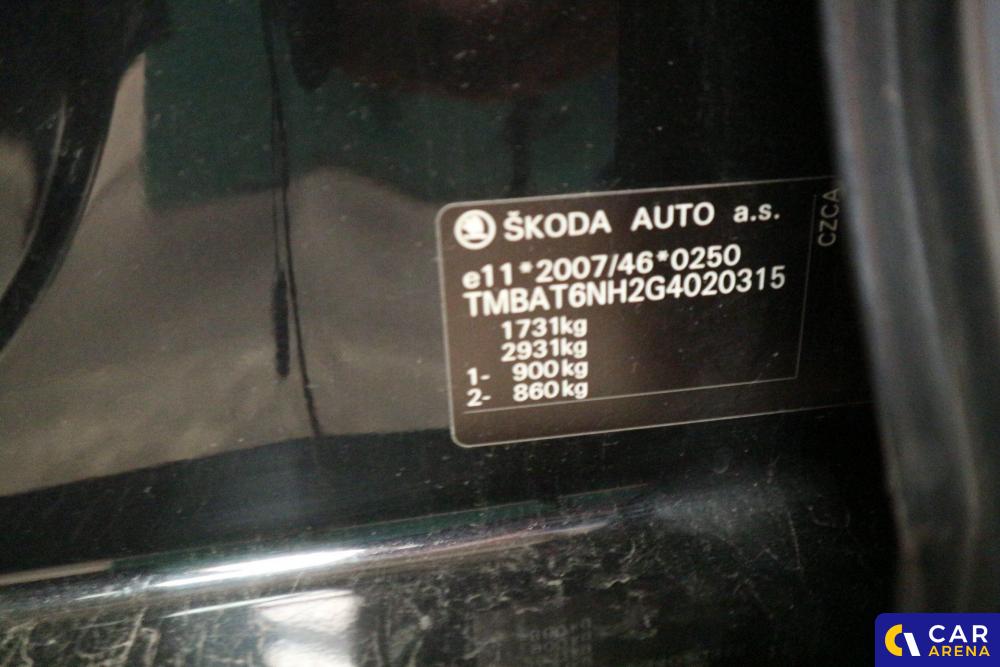 ŠKODA AUTO a.s.
e11*2007/46*0250
TMBAT6NH2G4020315
1731kg
2931kg
1- 900kg
2- 860kg
CZCA
CAR
ARENA